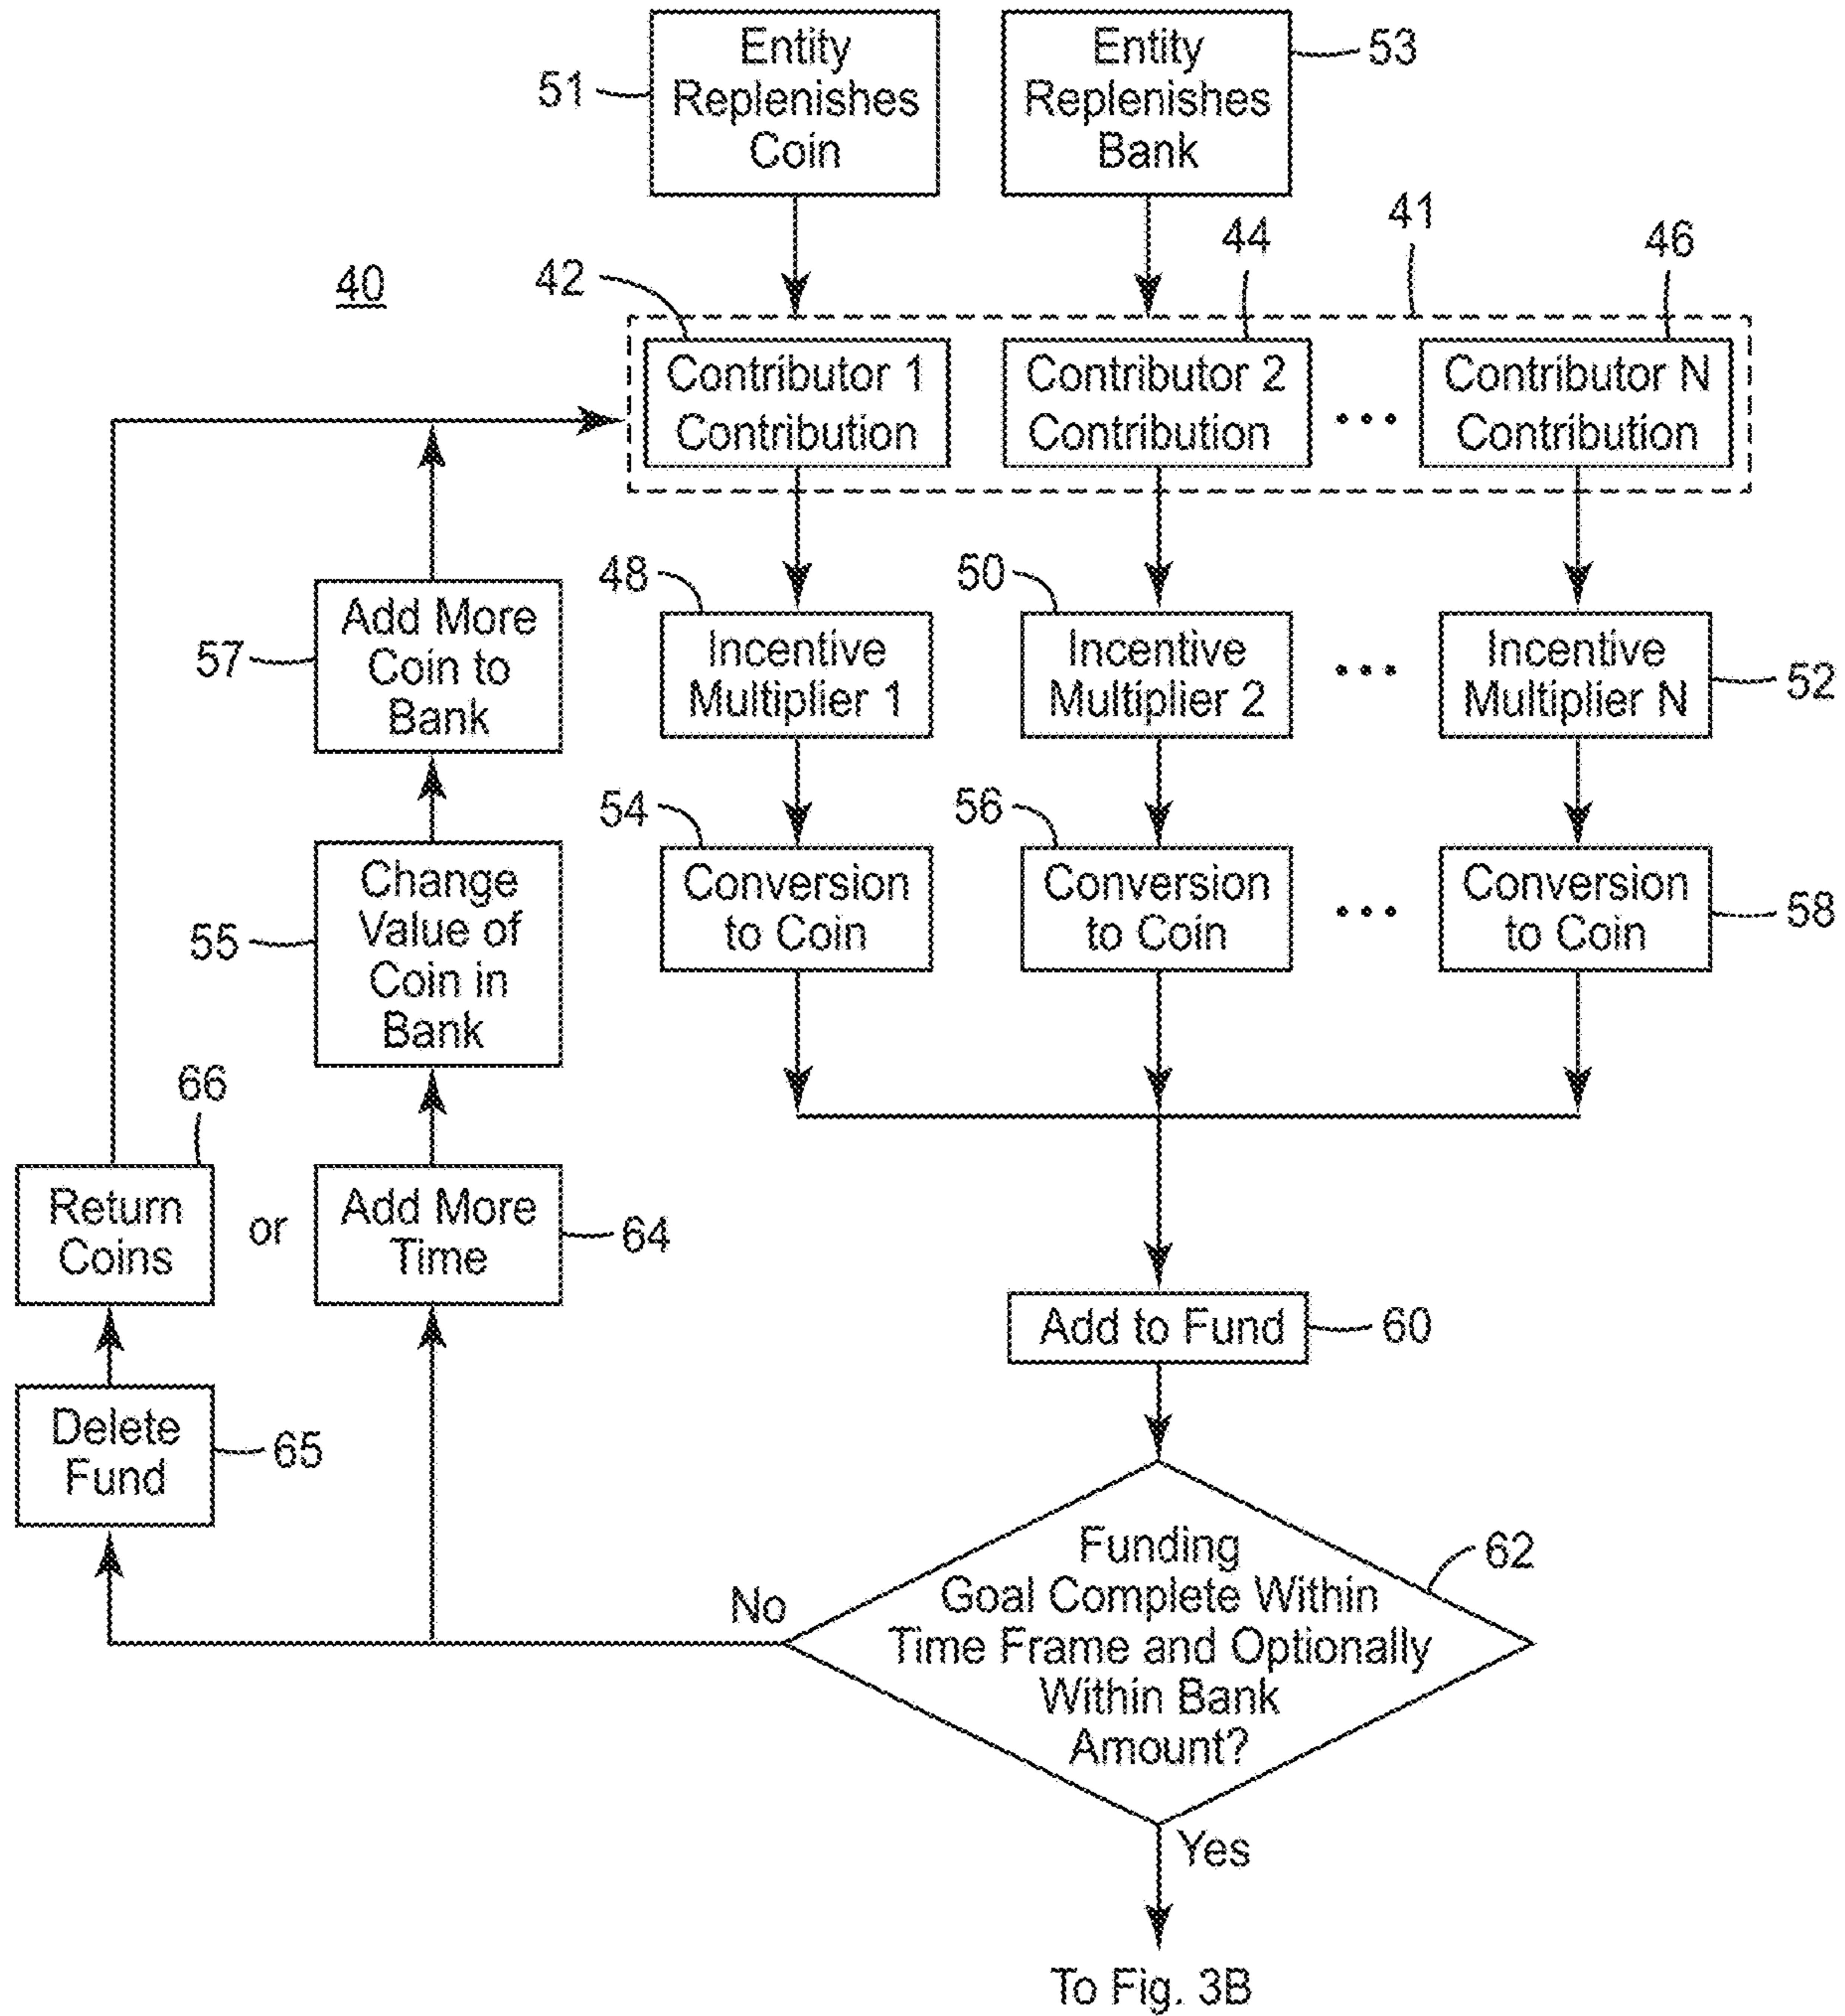 Entity
Replenishes
Coin
51
Entity
Replenishes
Bank
53
40
42
44
41
46
Contributor 1
Contribution
Contributor 2
Contribution
...
Contributor N
Contribution
48
Incentive
Multiplier 1
50
Incentive
Multiplier 2
...
Incentive
Multiplier N
52
57
Add More
Coin to
Bank
54
Conversion
to Coin
56
Conversion
to Coin
...
Conversion
to Coin
58
55
Change
Value of
Coin in
Bank
66
Return
Coins
or
Add More
Time
64
Add to Fund
60
Delete
Fund
65
Funding
Goal Complete Within
Time Frame and Optionally
Within Bank
Amount?
62
No
Yes
To Fig. 3B